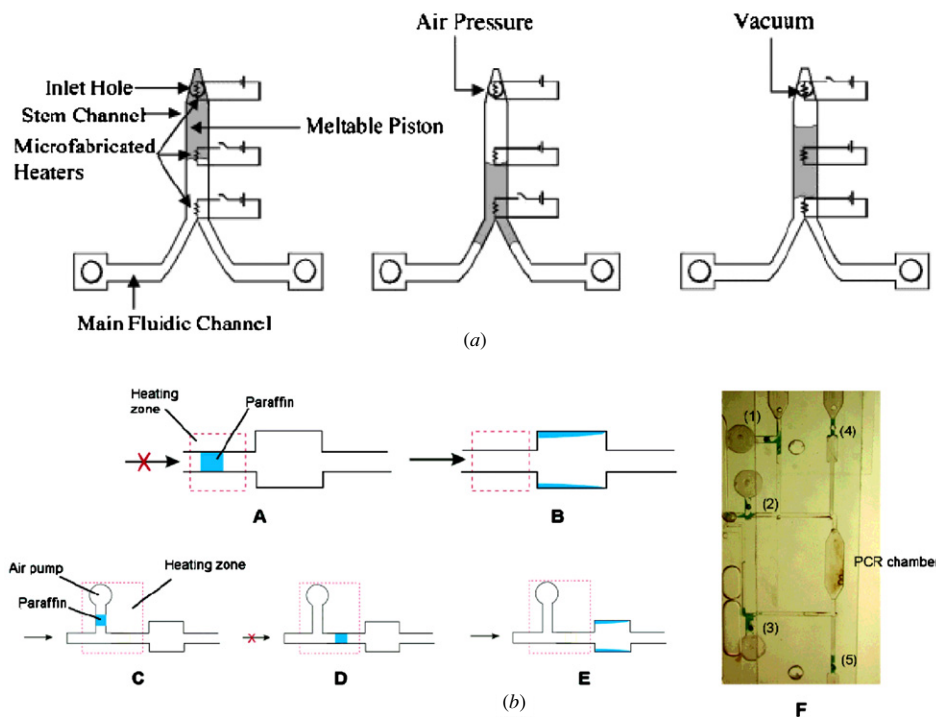 Air Pressure
Vacuum
Inlet Hole
Stem Channel
Meltable Piston
Microfabricated
Heaters
Main Fluidic Channel
(a)
Heating
zone
Paraffin
A
B
Air pump
Heating zone
Paraffin
C
D
E
(b)
(1)
(4)
(2)
PCR chamber
(3)
(5)
F